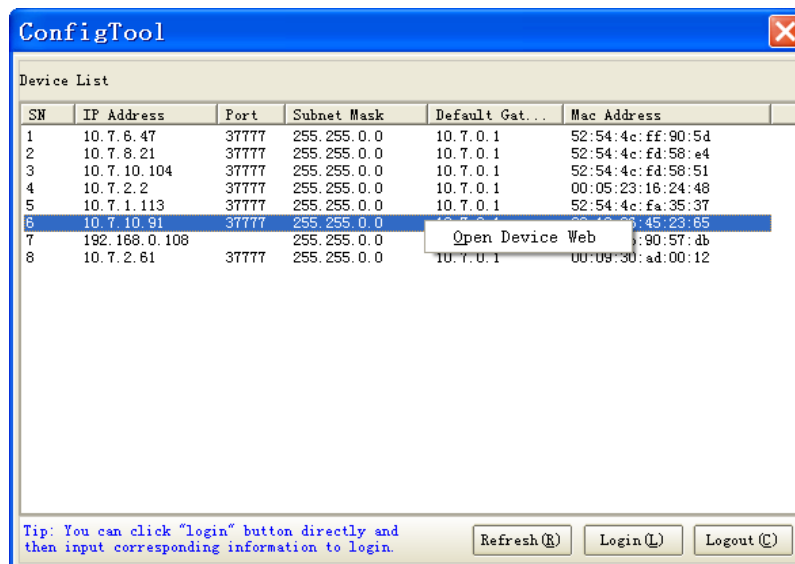 ConfigTool
Device List
SN IP Address Port Subnet Mask Default Gat... Mac Address
1 10.7.6.47 37777 255.255.0.0 10.7.0.1 52:54:4c:ff:90:5d
2 10.7.8.21 37777 255.255.0.0 10.7.0.1 52:54:4c:fd:58:e4
3 10.7.10.104 37777 255.255.0.0 10.7.0.1 52:54:4c:fd:58:51
4 10.7.2.2 37777 255.255.0.0 10.7.0.1 00:05:23:16:24:48
5 10.7.1.113 37777 255.255.0.0 10.7.0.1 52:54:4c:fa:35:37
6 10.7.10.91 37777 255.255.0.0 :45:23:65
Open Device Web
7 192.168.0.108 255.255.0.0 :90:57:db
8 10.7.2.61 37777 255.255.0.0 10.7.0.1 00:09:30:ad:00:12
Tip: You can click "login" button directly and
then input corresponding information to login.
Refresh(R) Login(L) Logout(C)